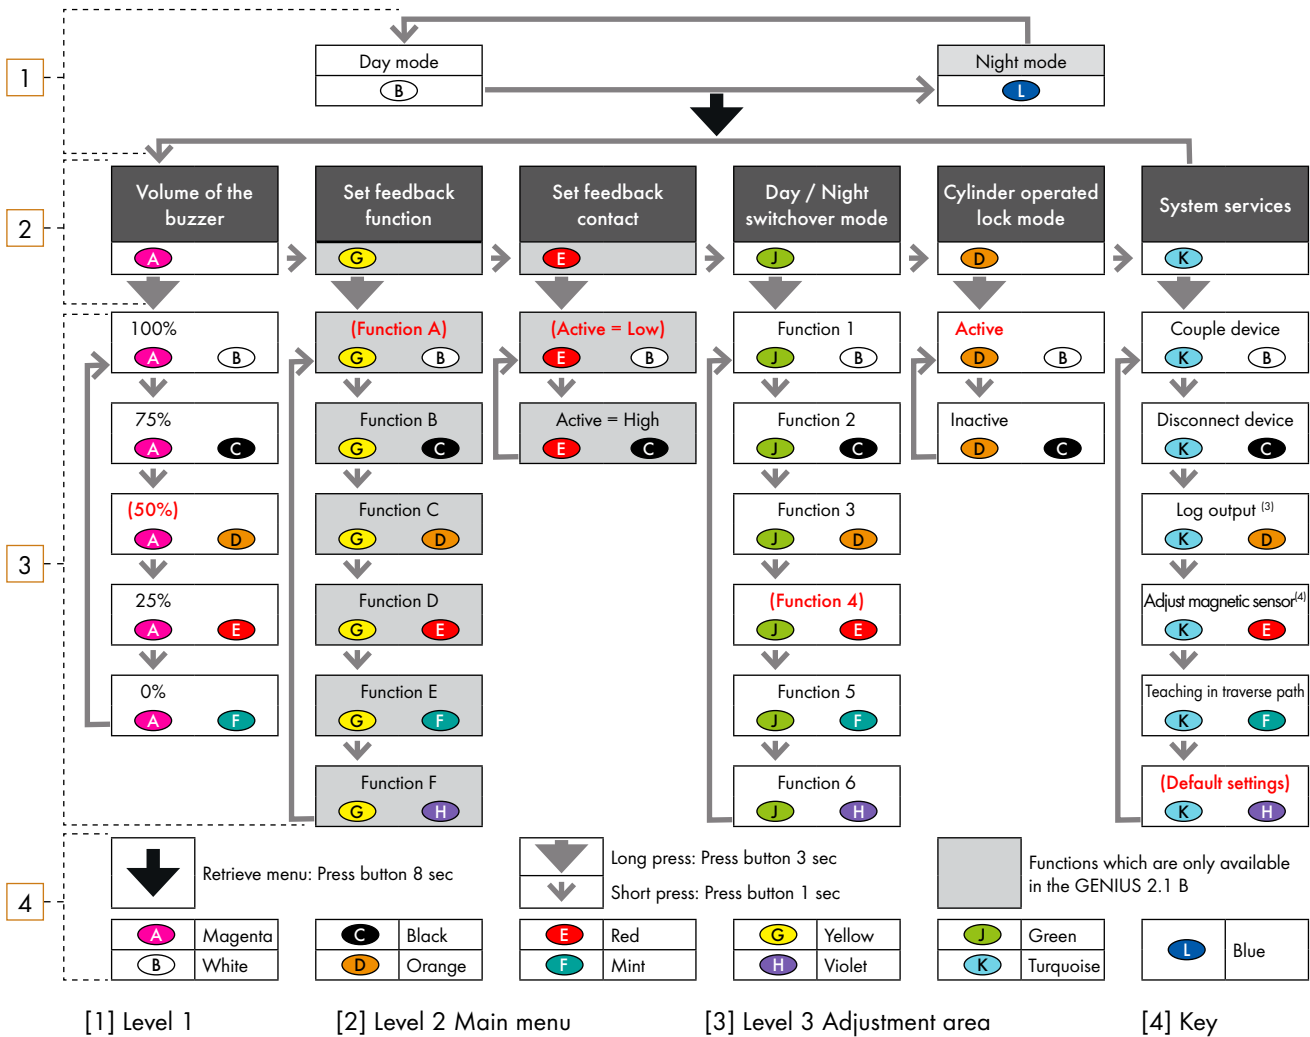 1
Day mode
B
Night mode
L
2
Volume of the
buzzer
A
Set feedback
function
G
Set feedback
contact
E
Day / Night
switchover mode
J
Cylinder operated
lock mode
D
System services
K
3
100%
A B
75%
A C
(50%)
A D
25%
A E
0%
A F
(Function A)
G B
Function B
G C
Function C
G D
Function D
G E
Function E
G F
Function F
G H
(Active = Low)
E B
Active = High
E C
Function 1
J B
Function 2
J C
Function 3
J D
(Function 4)
J E
Function 5
J F
Function 6
J H
Active
D B
Inactive
D C
Couple device
K B
Disconnect device
K C
Log output (3)
K D
Adjust magnetic sensor(4)
K E
Teaching in traverse path
K F
(Default settings)
K H
4
Retrieve menu: Press button 8 sec
Long press: Press button 3 sec
Short press: Press button 1 sec
Functions which are only available
in the GENIUS 2.1 B
A Magenta
B White
C Black
D Orange
E Red
F Mint
G Yellow
H Violet
J Green
K Turquoise
L Blue
[1] Level 1
[2] Level 2 Main menu
[3] Level 3 Adjustment area
[4] Key